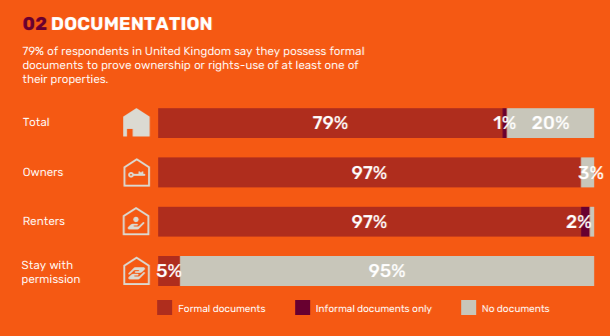 02 DOCUMENTATION
79% of respondents in United Kingdom say they possess formal
documents to prove ownership or rights-use of at least one of
their properties.
Total 79% 1% 20%
Owners 97% 3%
Renters 97% 2%
Stay with
permission 5% 95%
Formal documents Informal documents only No documents